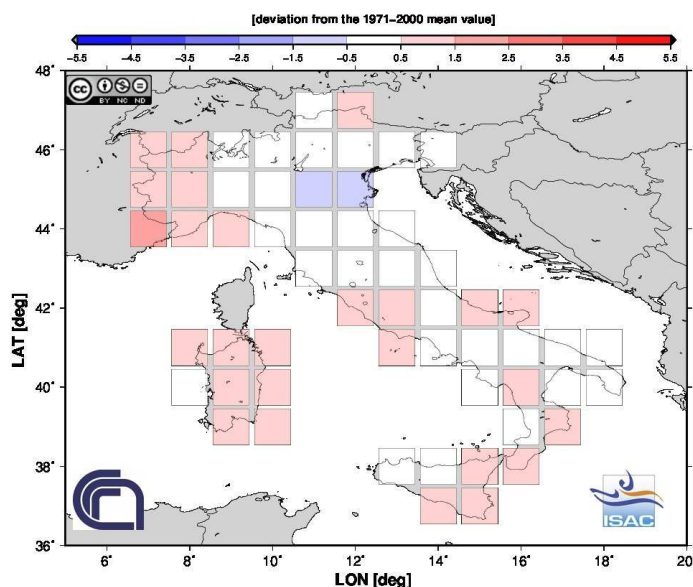 [deviation from the 1971-2000 mean value]
-5.5 -4.5 -3.5 -2.5 -1.5 -0.5 0.5 1.5 2.5 3.5 4.5 5.5
48°
46°
44°
42°
40°
38°
36°
LAT [deg]
cc
BY NC ND
ISAC
6° 8° 10° 12° 14° 16° 18° 20°
LON [deg]